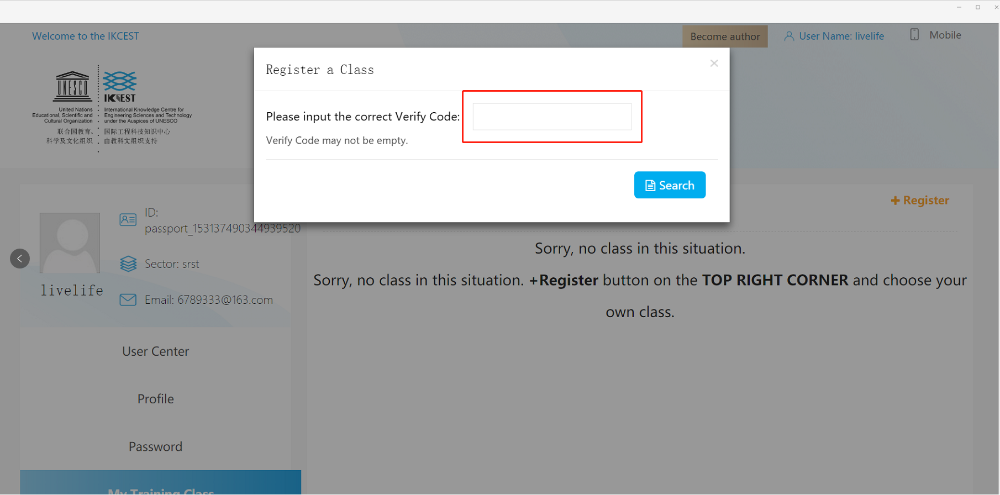 Welcome to the IKCEST
Become author
User Name: livelife
Mobile
UNESCO
IKCEST
United Nations
Educational, Scientific and
Cultural Organization
International Knowledge Centre for
Engineering Sciences and Technology
under the Auspices of UNESCO
联合国教育、
科学及文化组织
国际工程科技知识中心
由教科文组织支持
Register a Class
×
Please input the correct Verify Code:
Verify Code may not be empty.
Search
+ Register
ID:
passport_153137490344939520
Sector: srst
livelife
Email: 6789333@163.com
Sorry, no class in this situation.
Sorry, no class in this situation. +Register button on the TOP RIGHT CORNER and choose your
own class.
User Center
Profile
Password
My Training Class